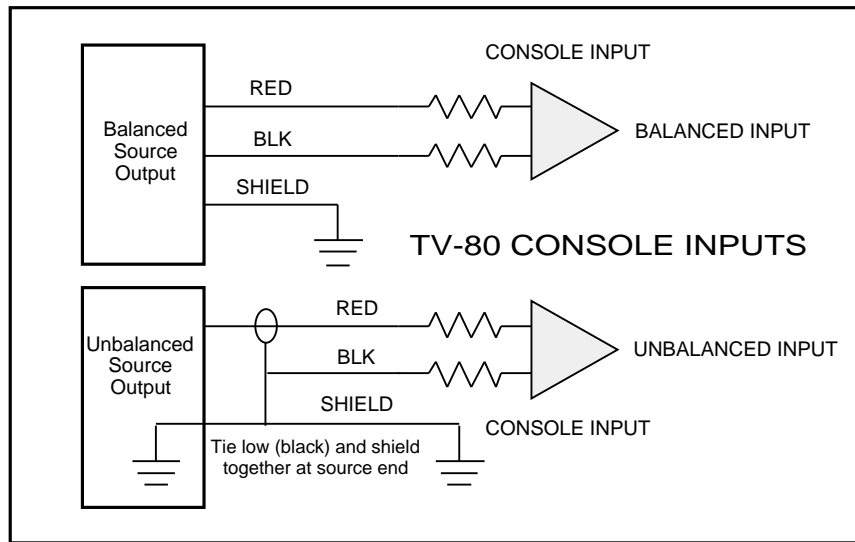 CONSOLE INPUT
RED
Balanced
Source
Output
BLK
BALANCED INPUT
SHIELD
TV-80 CONSOLE INPUTS
RED
Unbalanced
Source
Output
BLK
UNBALANCED INPUT
SHIELD
CONSOLE INPUT
Tie low (black) and shield
together at source end